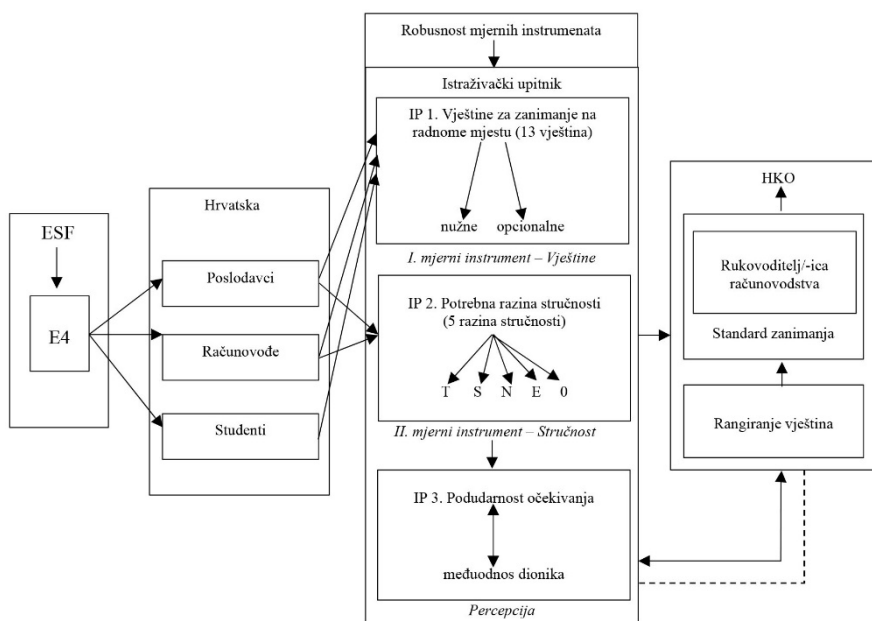 Robusnost mjernih instrumenata
Istraživački upitnik
IP 1. Vještine za zanimanje na
radnome mjestu (13 vještina)
nužne opcionalne
I. mjerni instrument – Vještine
IP 2. Potrebna razina stručnosti
(5 razina stručnosti)
T S N E 0
II. mjerni instrument – Stručnost
IP 3. Podudarnost očekivanja
međuodnos dionika
Percepcija
ESF
E4
Hrvatska
Poslodavci
Računovođe
Studenti
HKO
Rukovoditelj/-ica
računovodstva
Standard zanimanja
Rangiranje vještina